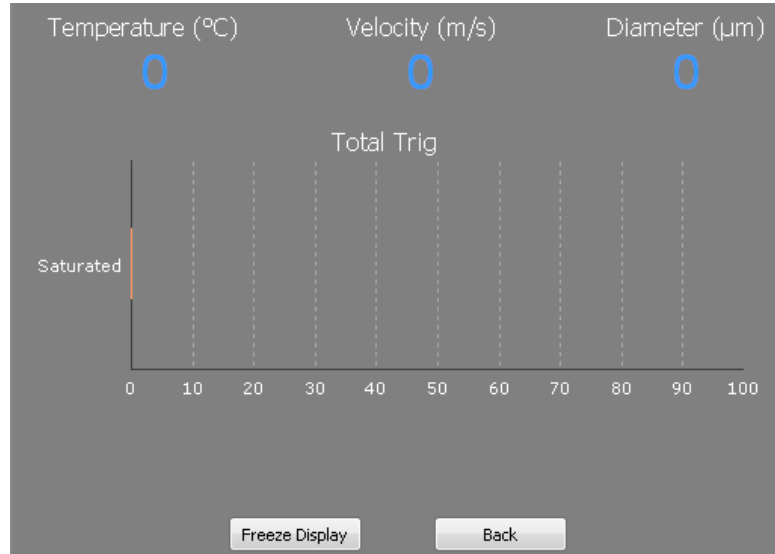 Temperature (ºC) Velocity (m/s) Diameter (µm)
0 0 0
Total Trig
Saturated
0 10 20 30 40 50 60 70 80 90 100
Freeze Display Back